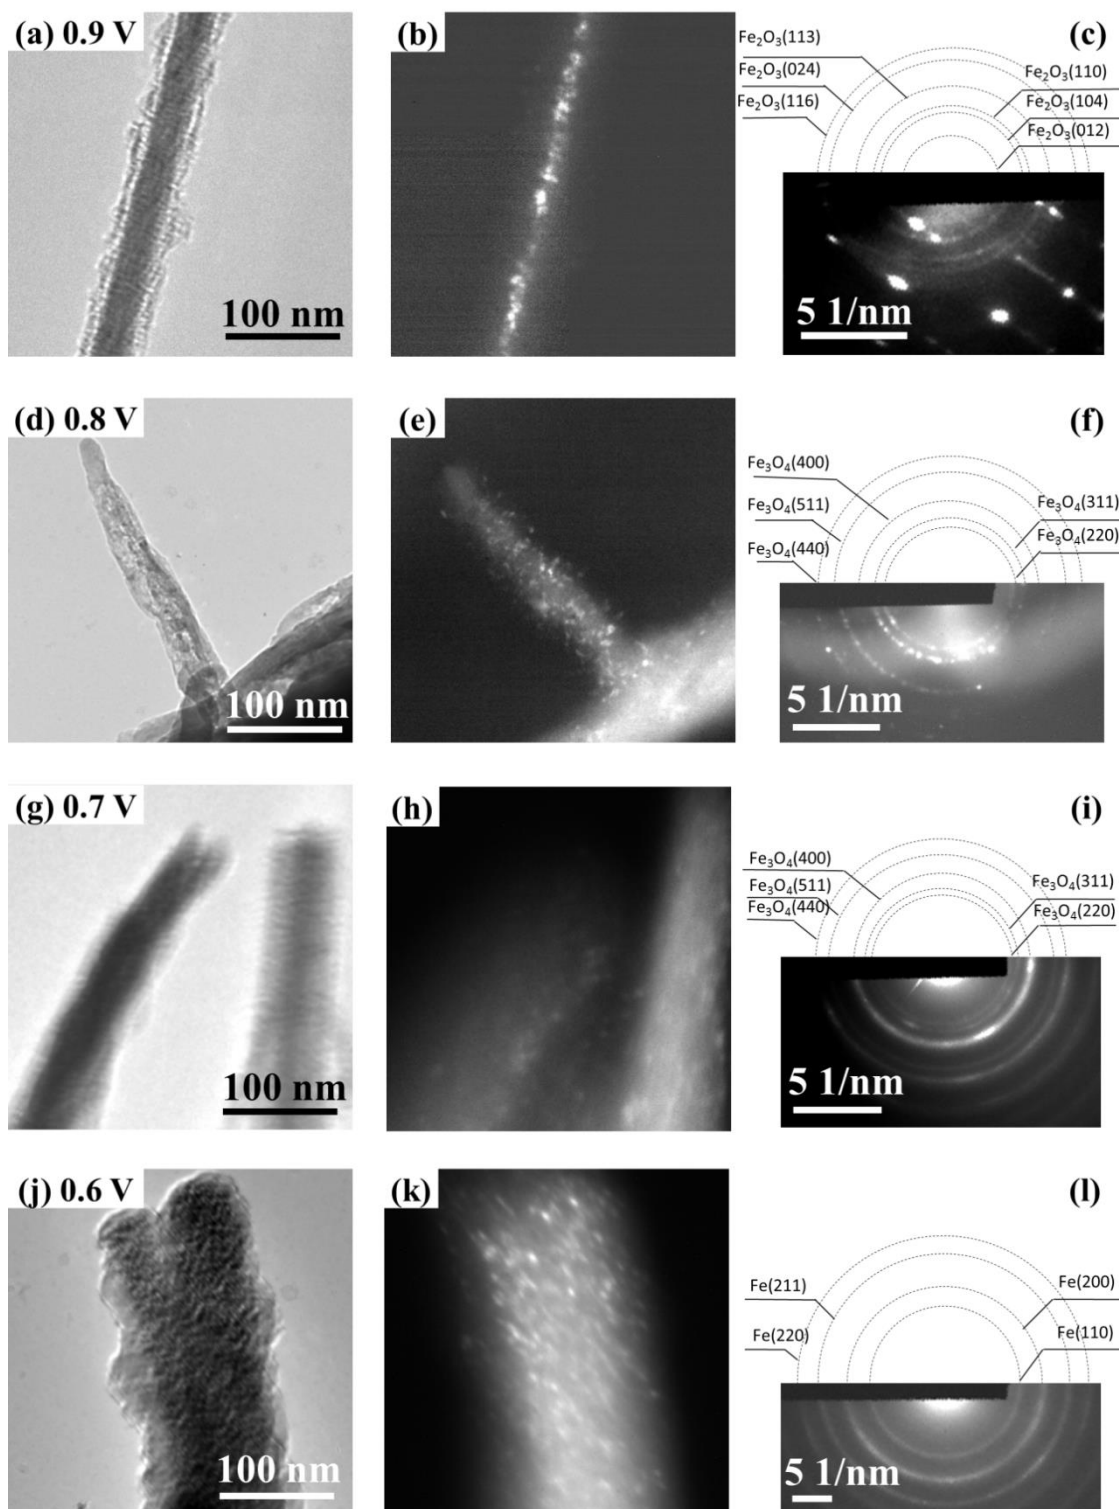 (a) 0.9 V
100 nm
(b)
(c)
Fe₂O₃(113)
Fe₂O₃(024)
Fe₂O₃(116)
Fe₂O₃(110)
Fe₂O₃(104)
Fe₂O₃(012)
5 1/nm
(d) 0.8 V
100 nm
(e)
(f)
Fe₃O₄(400)
Fe₃O₄(511)
Fe₃O₄(440)
Fe₃O₄(311)
Fe₃O₄(220)
5 1/nm
(g) 0.7 V
100 nm
(h)
(i)
Fe₃O₄(400)
Fe₃O₄(511)
Fe₃O₄(440)
Fe₃O₄(311)
Fe₃O₄(220)
5 1/nm
(j) 0.6 V
100 nm
(k)
(l)
Fe(211)
Fe(220)
Fe(200)
Fe(110)
5 1/nm